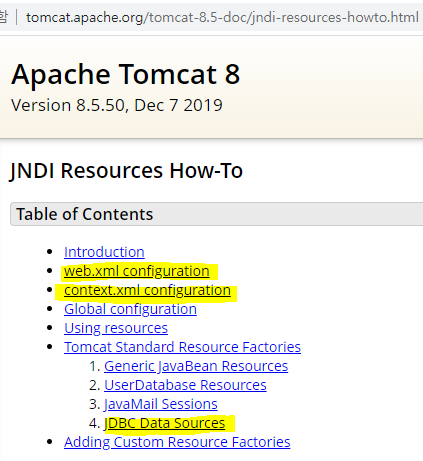 함 tomcat.apache.org/tomcat-8.5-doc/jndi-resources-howto.html
Apache Tomcat 8
Version 8.5.50, Dec 7 2019
JNDI Resources How-To
Table of Contents
Introduction
web.xml configuration
context.xml configuration
Global configuration
Using resources
Tomcat Standard Resource Factories
1. Generic JavaBean Resources
2. UserDatabase Resources
3. JavaMail Sessions
4. JDBC Data Sources
Adding Custom Resource Factories